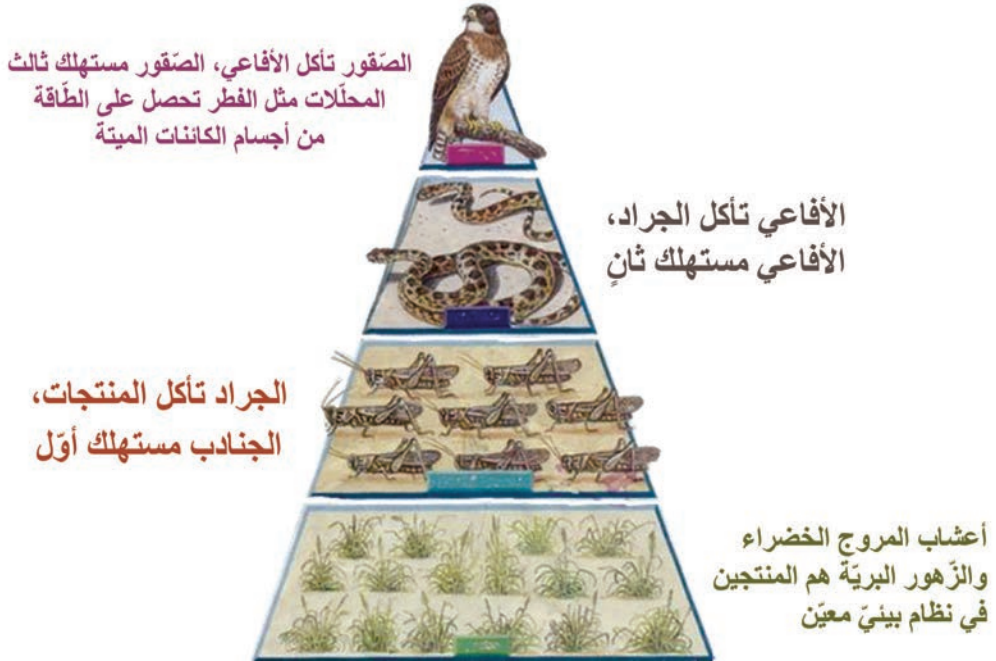 الصّقور تأكل الأفاعي، الصّقور مستهلك ثالث
المحلّلات مثل الفطر تحصل على الطّاقة
من أجسام الكائنات الميتة
الأفاعي تأكل الجراد،
الأفاعي مستهلك ثانٍ
الجراد تأكل المنتجات،
الجنادب مستهلك أوّل
أعشاب المروج الخضراء
والزّهور البريّة هم المنتجين
في نظام بيئيّ معيّن